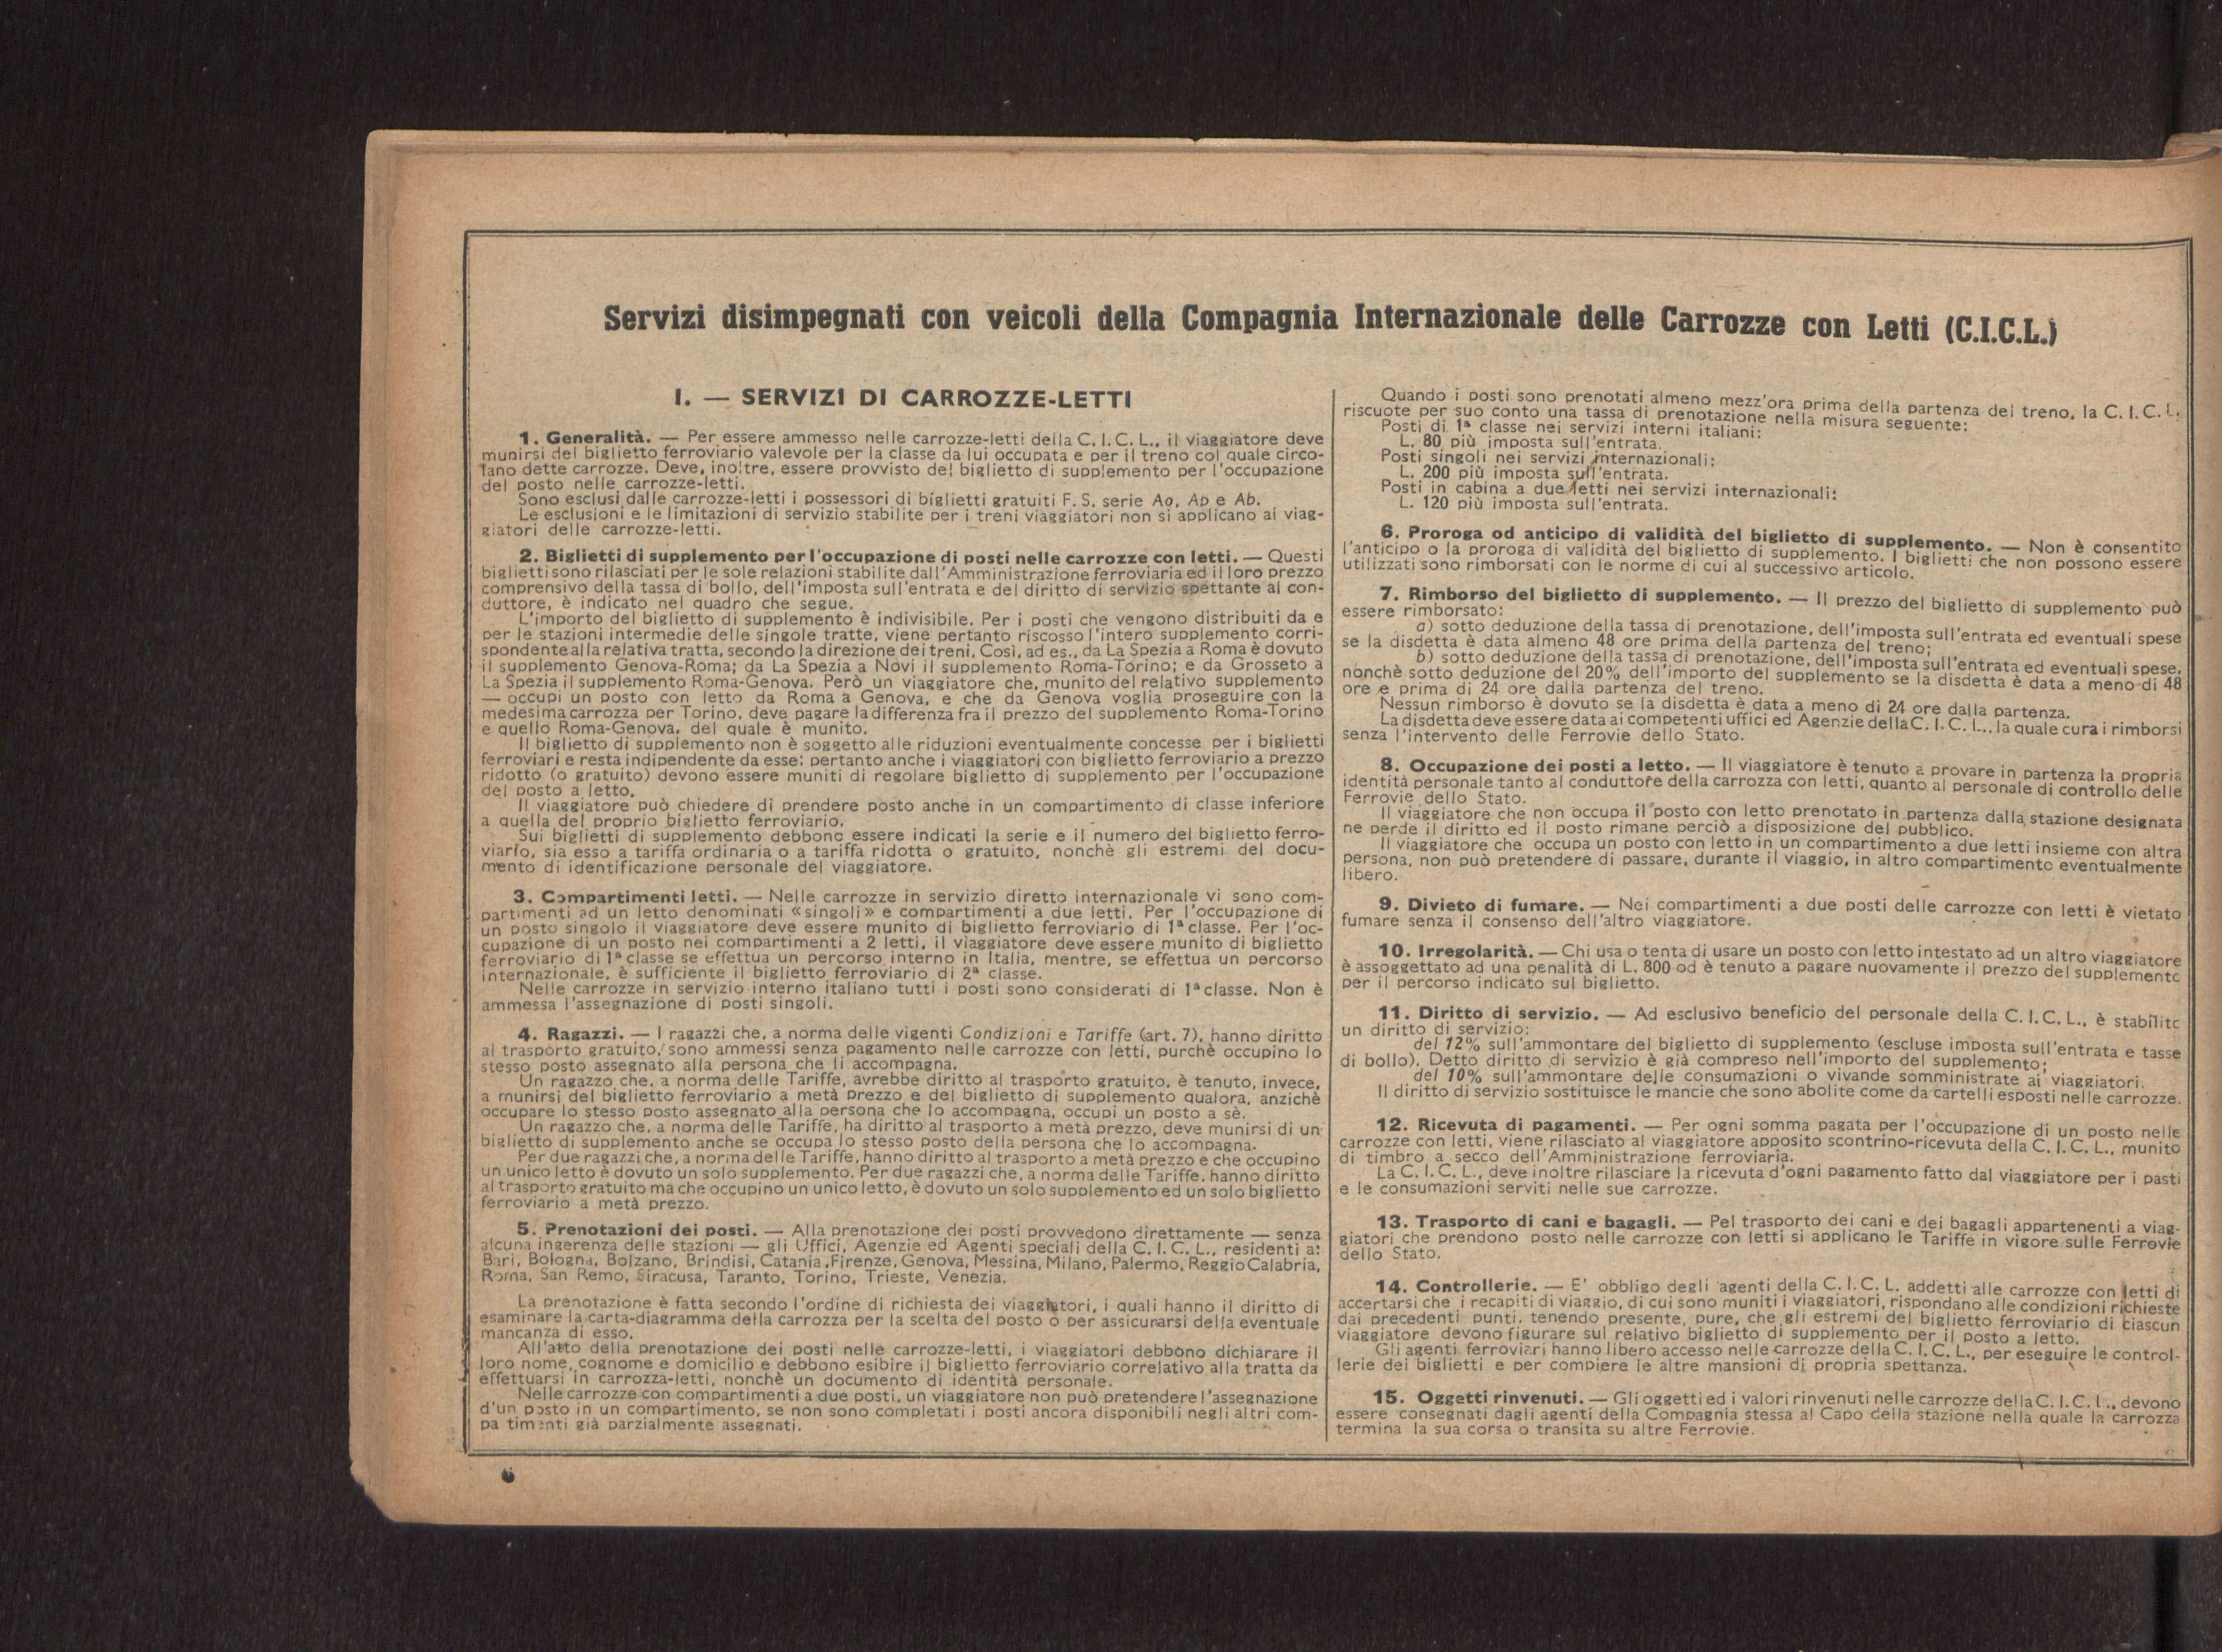 Servizi disimpegnati con veicoli della Compagnia Internazionale delle Carrozze con Letti (C.I.C.L.)
I. — SERVIZI DI CARROZZE-LETTI
1. Generalità. — Per essere ammesso nelle carrozze-letti della C. I. C. L., il viaggiatore deve
munirsi del biglietto ferroviario valevole per la classe da lui occupata e per il treno col quale circo-
lano dette carrozze. Deve, inoltre, essere provvisto del biglietto di supplemento per l'occupazione
del posto nelle carrozze-letti.
Sono esclusi dalle carrozze-letti i possessori di biglietti gratuiti F. S. serie Ao, Ap e Ab.
Le esclusioni e le limitazioni di servizio stabilite per i treni viaggiatori non si applicano ai viag-
giatori delle carrozze-letti.
2. Biglietti di supplemento per l'occupazione di posti nelle carrozze con letti. — Questi
biglietti sono rilasciati per le sole relazioni stabilite dall'Amministrazione ferroviaria ed il loro prezzo
comprensivo della tassa di bollo, dell'imposta sull'entrata e del diritto di servizio spettante al con-
duttore, è indicato nel quadro che segue.
L'importo del biglietto di supplemento è indivisibile. Per i posti che vengono distribuiti da e
per le stazioni intermedie delle singole tratte, viene pertanto riscosso l'intero supplemento corri-
spondente alla relativa tratta, secondo la direzione dei treni. Così, ad es., da La Spezia a Roma è dovuto
il supplemento Genova-Roma; da La Spezia a Novi il supplemento Roma-Torino; e da Grosseto a
La Spezia il supplemento Roma-Genova. Però un viaggiatore che, munito del relativo supplemento
— occupi un posto con letto da Roma a Genova, e che da Genova voglia proseguire con la
medesima carrozza per Torino, deve pagare la differenza fra il prezzo del supplemento Roma-Torino
e quello Roma-Genova, del quale è munito.
Il biglietto di supplemento non è soggetto alle riduzioni eventualmente concesse per i biglietti
ferroviari e resta indipendente da esse; pertanto anche i viaggiatori con biglietto ferroviario a prezzo
ridotto (o gratuito) devono essere muniti di regolare biglietto di supplemento per l'occupazione
del posto a letto.
Il viaggiatore può chiedere di prendere posto anche in un compartimento di classe inferiore
a quella del proprio biglietto ferroviario.
Sui biglietti di supplemento debbono essere indicati la serie e il numero del biglietto ferro-
viario, sia esso a tariffa ordinaria o a tariffa ridotta o gratuito, nonchè gli estremi del docu-
mento di identificazione personale del viaggiatore.
3. Compartimenti letti. — Nelle carrozze in servizio diretto internazionale vi sono com-
partimenti ad un letto denominati «singoli» e compartimenti a due letti. Per l'occupazione di
un posto singolo il viaggiatore deve essere munito di biglietto ferroviario di 1ª classe. Per l'oc-
cupazione di un posto nei compartimenti a 2 letti, il viaggiatore deve essere munito di biglietto
ferroviario di 1ª classe se effettua un percorso interno in Italia, mentre, se effettua un percorso
internazionale, è sufficiente il biglietto ferroviario di 2ª classe.
Nelle carrozze in servizio interno italiano tutti i posti sono considerati di 1ª classe. Non è
ammessa l'assegnazione di posti singoli.
4. Ragazzi. — I ragazzi che, a norma delle vigenti Condizioni e Tariffe (art. 7), hanno diritto
al trasporto gratuito, sono ammessi senza pagamento nelle carrozze con letti, purchè occupino lo
stesso posto assegnato alla persona che li accompagna.
Un ragazzo che, a norma delle Tariffe, avrebbe diritto al trasporto gratuito, è tenuto, invece,
a munirsi del biglietto ferroviario a metà prezzo e del biglietto di supplemento qualora, anzichè
occupare lo stesso posto assegnato alla persona che lo accompagna, occupi un posto a sè.
Un ragazzo che, a norma delle Tariffe, ha diritto al trasporto a metà prezzo, deve munirsi di un
biglietto di supplemento anche se occupa lo stesso posto della persona che lo accompagna.
Per due ragazzi che, a norma delle Tariffe, hanno diritto al trasporto a metà prezzo e che occupino
un unico letto è dovuto un solo supplemento. Per due ragazzi che, a norma delle Tariffe, hanno diritto
al trasporto gratuito ma che occupino un unico letto, è dovuto un solo supplemento ed un solo biglietto
ferroviario a metà prezzo.
5. Prenotazioni dei posti. — Alla prenotazione dei posti provvedono direttamente — senza
alcuna ingerenza delle stazioni — gli Uffici, Agenzie ed Agenti speciali della C. I. C. L., residenti a:
Bari, Bologna, Bolzano, Brindisi, Catania, Firenze, Genova, Messina, Milano, Palermo, Reggio Calabria,
Roma, San Remo, Siracusa, Taranto, Torino, Trieste, Venezia.
La prenotazione è fatta secondo l'ordine di richiesta dei viaggiatori, i quali hanno il diritto di
esaminare la carta-diagramma della carrozza per la scelta del posto o per assicurarsi della eventuale
mancanza di esso.
All'atto della prenotazione dei posti nelle carrozze-letti, i viaggiatori debbono dichiarare il
loro nome, cognome e domicilio e debbono esibire il biglietto ferroviario correlativo alla tratta da
effettuarsi in carrozza-letti, nonchè un documento di identità personale.
Nelle carrozze con compartimenti a due posti, un viaggiatore non può pretendere l'assegnazione
d'un posto in un compartimento, se non sono completati i posti ancora disponibili negli altri com-
pa timenti già parzialmente assegnati.
Quando i posti sono prenotati almeno mezz'ora prima della partenza del treno, la C. I. C. L.
riscuote per suo conto una tassa di prenotazione nella misura seguente:
Posti di 1ª classe nei servizi interni italiani:
L. 80 più imposta sull'entrata.
Posti singoli nei servizi internazionali:
L. 200 più imposta sull'entrata.
Posti in cabina a due letti nei servizi internazionali:
L. 120 più imposta sull'entrata.
6. Proroga od anticipo di validità del biglietto di supplemento. — Non è consentito
l'anticipo o la proroga di validità del biglietto di supplemento. I biglietti che non possono essere
utilizzati sono rimborsati con le norme di cui al successivo articolo.
7. Rimborso del biglietto di supplemento. — Il prezzo del biglietto di supplemento può
essere rimborsato:
a) sotto deduzione della tassa di prenotazione, dell'imposta sull'entrata ed eventuali spese
se la disdetta è data almeno 48 ore prima della partenza del treno;
b) sotto deduzione della tassa di prenotazione, dell'imposta sull'entrata ed eventuali spese,
nonchè sotto deduzione del 20% dell'importo del supplemento se la disdetta è data a meno di 48
ore e prima di 24 ore dalla partenza del treno.
Nessun rimborso è dovuto se la disdetta è data a meno di 24 ore dalla partenza.
La disdetta deve essere data ai competenti uffici ed Agenzie della C. I. C. L., la quale cura i rimborsi
senza l'intervento delle Ferrovie dello Stato.
8. Occupazione dei posti a letto. — Il viaggiatore è tenuto a provare in partenza la propria
identità personale tanto al conduttore della carrozza con letti, quanto al personale di controllo delle
Ferrovie dello Stato.
Il viaggiatore che non occupa il posto con letto prenotato in partenza dalla stazione designata
ne perde il diritto ed il posto rimane perciò a disposizione del pubblico.
Il viaggiatore che occupa un posto con letto in un compartimento a due letti insieme con altra
persona, non può pretendere di passare, durante il viaggio, in altro compartimento eventualmente
libero.
9. Divieto di fumare. — Nei compartimenti a due posti delle carrozze con letti è vietato
fumare senza il consenso dell'altro viaggiatore.
10. Irregolarità. — Chi usa o tenta di usare un posto con letto intestato ad un altro viaggiatore
è assoggettato ad una penalità di L. 800 od è tenuto a pagare nuovamente il prezzo del supplemento
per il percorso indicato sul biglietto.
11. Diritto di servizio. — Ad esclusivo beneficio del personale della C. I. C. L., è stabilito
un diritto di servizio:
del 12% sull'ammontare del biglietto di supplemento (escluse imposta sull'entrata e tasse
di bollo). Detto diritto di servizio è già compreso nell'importo del supplemento;
del 10% sull'ammontare delle consumazioni o vivande somministrate ai viaggiatori.
Il diritto di servizio sostituisce le mancie che sono abolite come da cartelli esposti nelle carrozze.
12. Ricevuta di pagamenti. — Per ogni somma pagata per l'occupazione di un posto nelle
carrozze con letti, viene rilasciato al viaggiatore apposito scontrino-ricevuta della C. I. C. L., munito
di timbro a secco dell'Amministrazione ferroviaria.
La C. I. C. L., deve inoltre rilasciare la ricevuta d'ogni pagamento fatto dal viaggiatore per i pasti
e le consumazioni serviti nelle sue carrozze.
13. Trasporto di cani e bagagli. — Pel trasporto dei cani e dei bagagli appartenenti a viag-
giatori che prendono posto nelle carrozze con letti si applicano le Tariffe in vigore sulle Ferrovie
dello Stato.
14. Controllerie. — E' obbligo degli agenti della C. I. C. L. addetti alle carrozze con letti di
accertarsi che i recapiti di viaggio, di cui sono muniti i viaggiatori, rispondano alle condizioni richieste
dai precedenti punti, tenendo presente, pure, che gli estremi del biglietto ferroviario di ciascun
viaggiatore devono figurare sul relativo biglietto di supplemento per il posto a letto.
Gli agenti ferroviari hanno libero accesso nelle carrozze della C. I. C. L., per eseguire le control-
lerie dei biglietti e per compiere le altre mansioni di propria spettanza.
15. Oggetti rinvenuti. — Gli oggetti ed i valori rinvenuti nelle carrozze della C. I. C. L., devono
essere consegnati dagli agenti della Compagnia stessa al Capo della stazione nella quale la carrozza
termina la sua corsa o transita su altre Ferrovie.
6